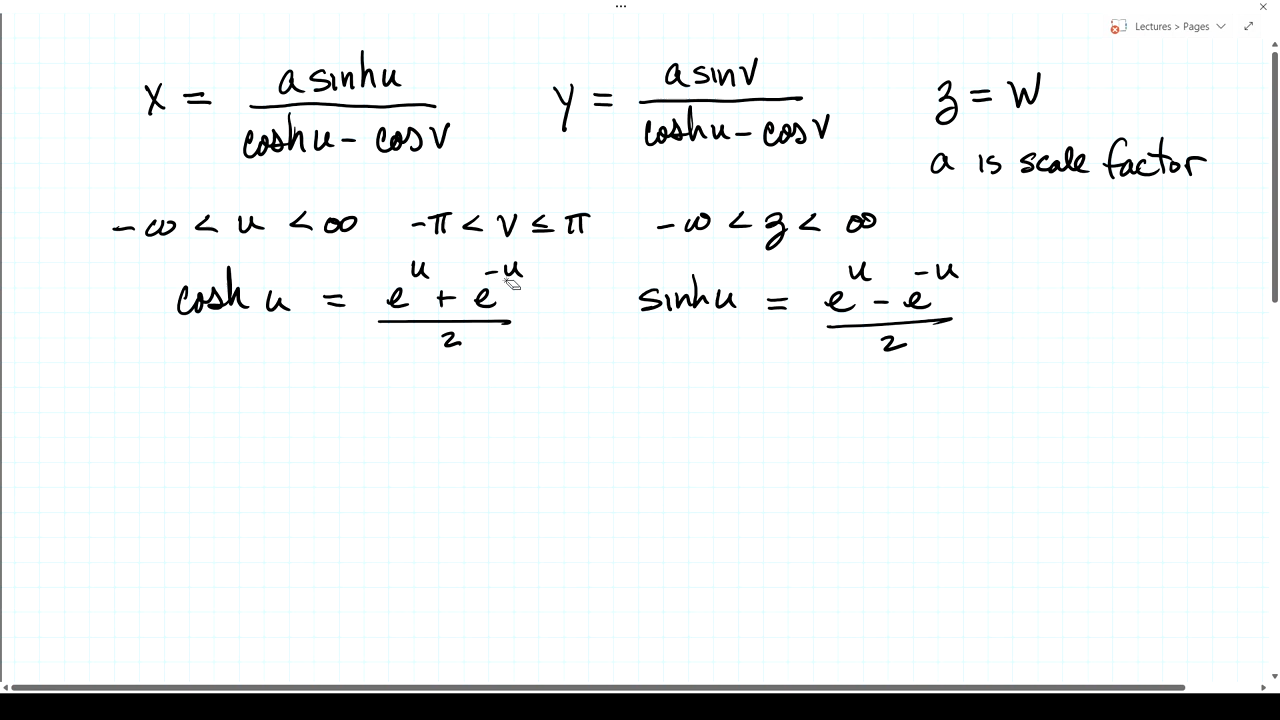 Lectures > Pages
x = a sinh u / cosh u - cos v   y = a sin v / cosh u - cos v   z = w
a is scale factor
-∞ < u < ∞   -π < v ≤ π   -∞ < z < ∞
cosh u = e^u + e^-u / 2   sinh u = e^u - e^-u / 2